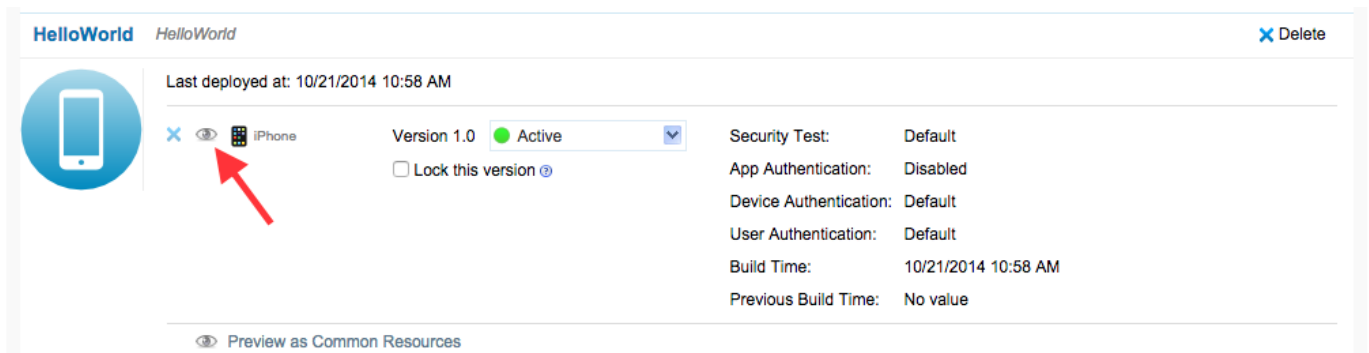 HelloWorld HelloWorld Delete
Last deployed at: 10/21/2014 10:58 AM
iPhone Version 1.0 Active Security Test: Default
Lock this version ? App Authentication: Disabled
Device Authentication: Default
User Authentication: Default
Build Time: 10/21/2014 10:58 AM
Previous Build Time: No value
Preview as Common Resources